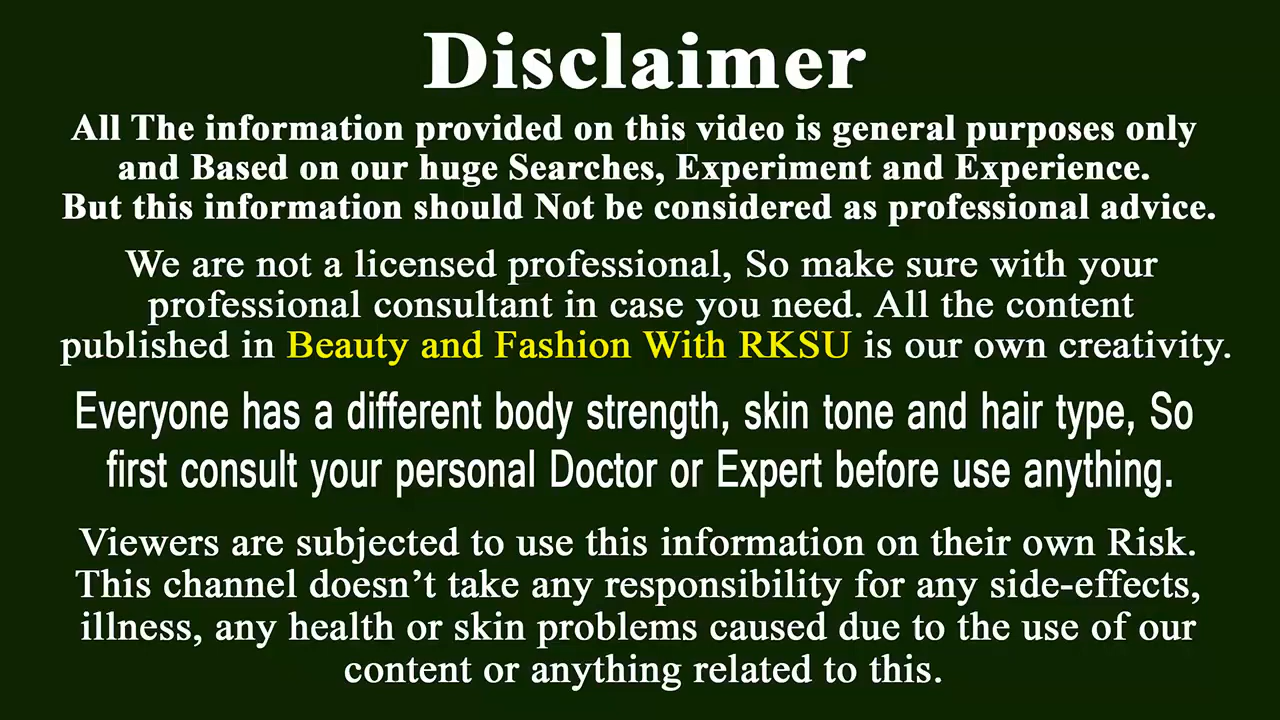 Disclaimer
All The information provided on this video is general purposes only
and Based on our huge Searches, Experiment and Experience.
But this information should Not be considered as professional advice.
We are not a licensed professional, So make sure with your
professional consultant in case you need. All the content
published in Beauty and Fashion With RKSU is our own creativity.
Everyone has a different body strength, skin tone and hair type, So
first consult your personal Doctor or Expert before use anything.
Viewers are subjected to use this information on their own Risk.
This channel doesn’t take any responsibility for any side-effects,
illness, any health or skin problems caused due to the use of our
content or anything related to this.